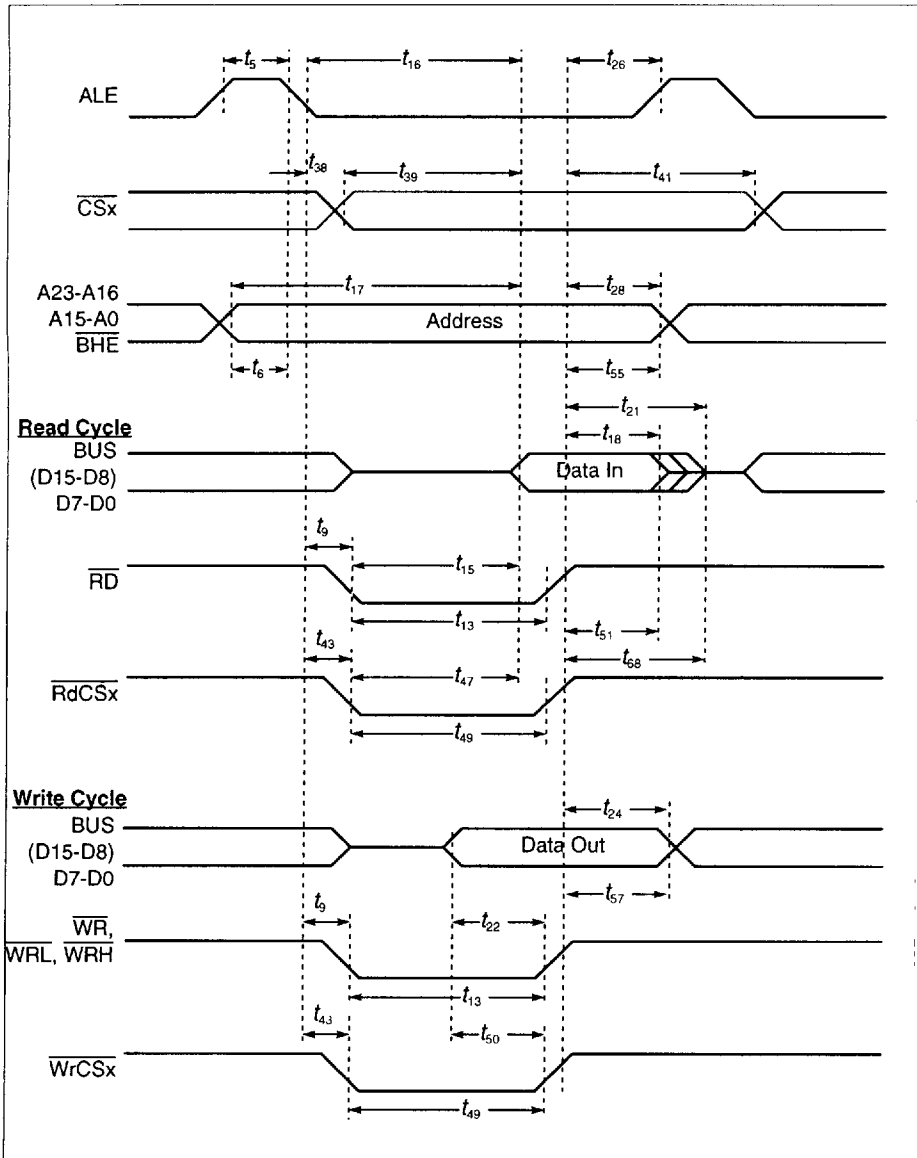 t5 t16 t26
ALE
t38 t39 t41
CSx
t17 t28
A23-A16
A15-A0
BHE
Address
t6 t55
t21
Read Cycle
t18
BUS
(D15-D8)
D7-D0
Data In
t9 t15
RD
t13 t51
t43 t68
t47
RdCSx
t49
Write Cycle
t24
BUS
(D15-D8)
D7-D0
Data Out
t57
t9 t22
WR,
WRL, WRH
t13
t43 t50
WrCSx
t49